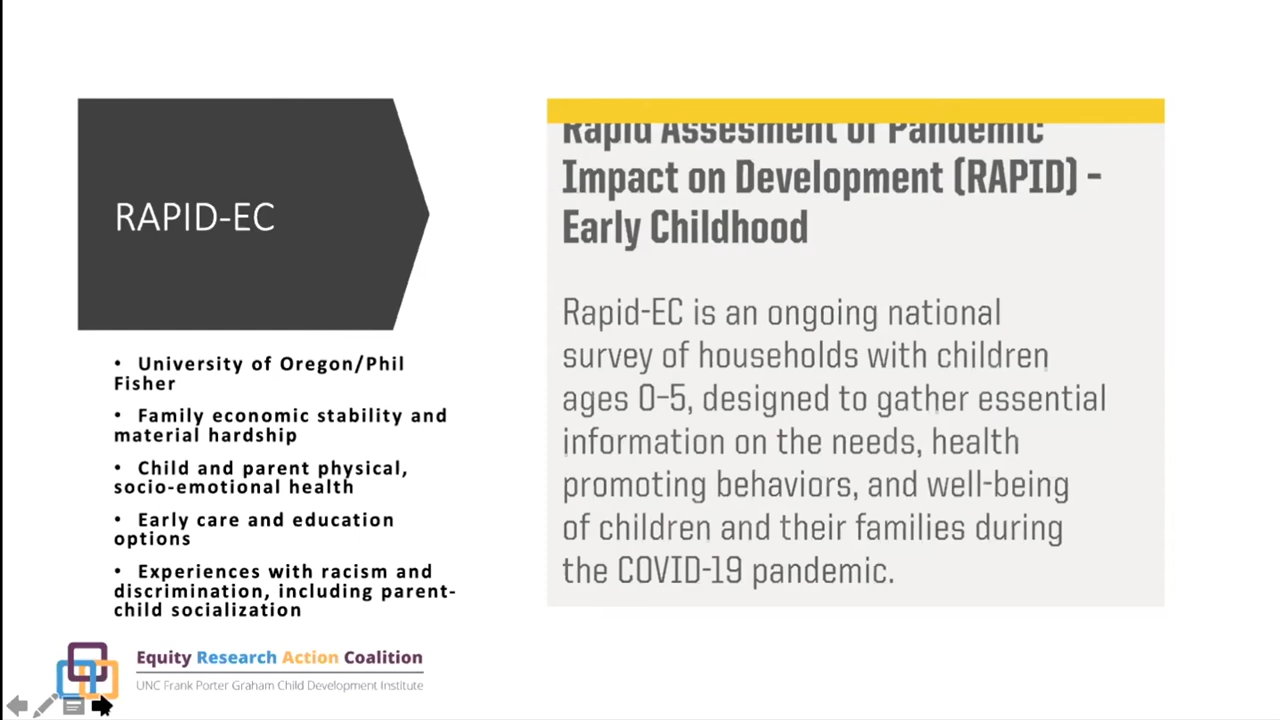 RAPID-EC
• University of Oregon/Phil
Fisher
• Family economic stability and
material hardship
• Child and parent physical,
socio-emotional health
• Early care and education
options
• Experiences with racism and
discrimination, including parent-
child socialization
Rapid Assesment of Pandemic
Impact on Development (RAPID) -
Early Childhood
Rapid-EC is an ongoing national
survey of households with children
ages 0-5, designed to gather essential
information on the needs, health
promoting behaviors, and well-being
of children and their families during
the COVID-19 pandemic.
Equity Research Action Coalition
UNC Frank Porter Graham Child Development Institute